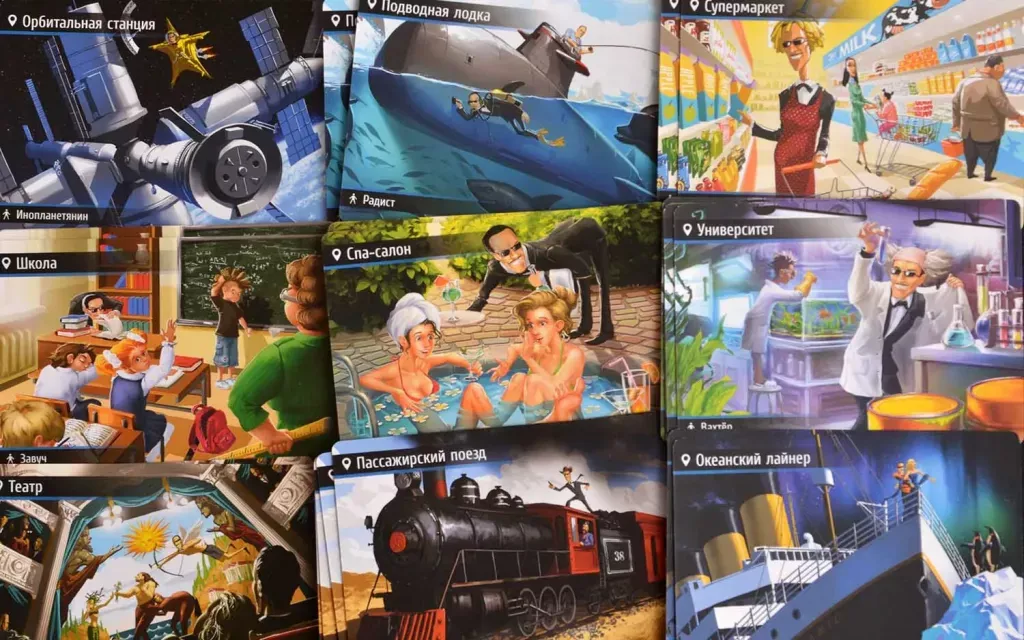 Орбитальная станция
Инопланетянин
П
Подводная лодка
Радист
Супермаркет
MILK
Школа
Завуч
Спа-салон
Университет
Вахтёр
Театр
Пассажирский поезд
38
Океанский лайнер